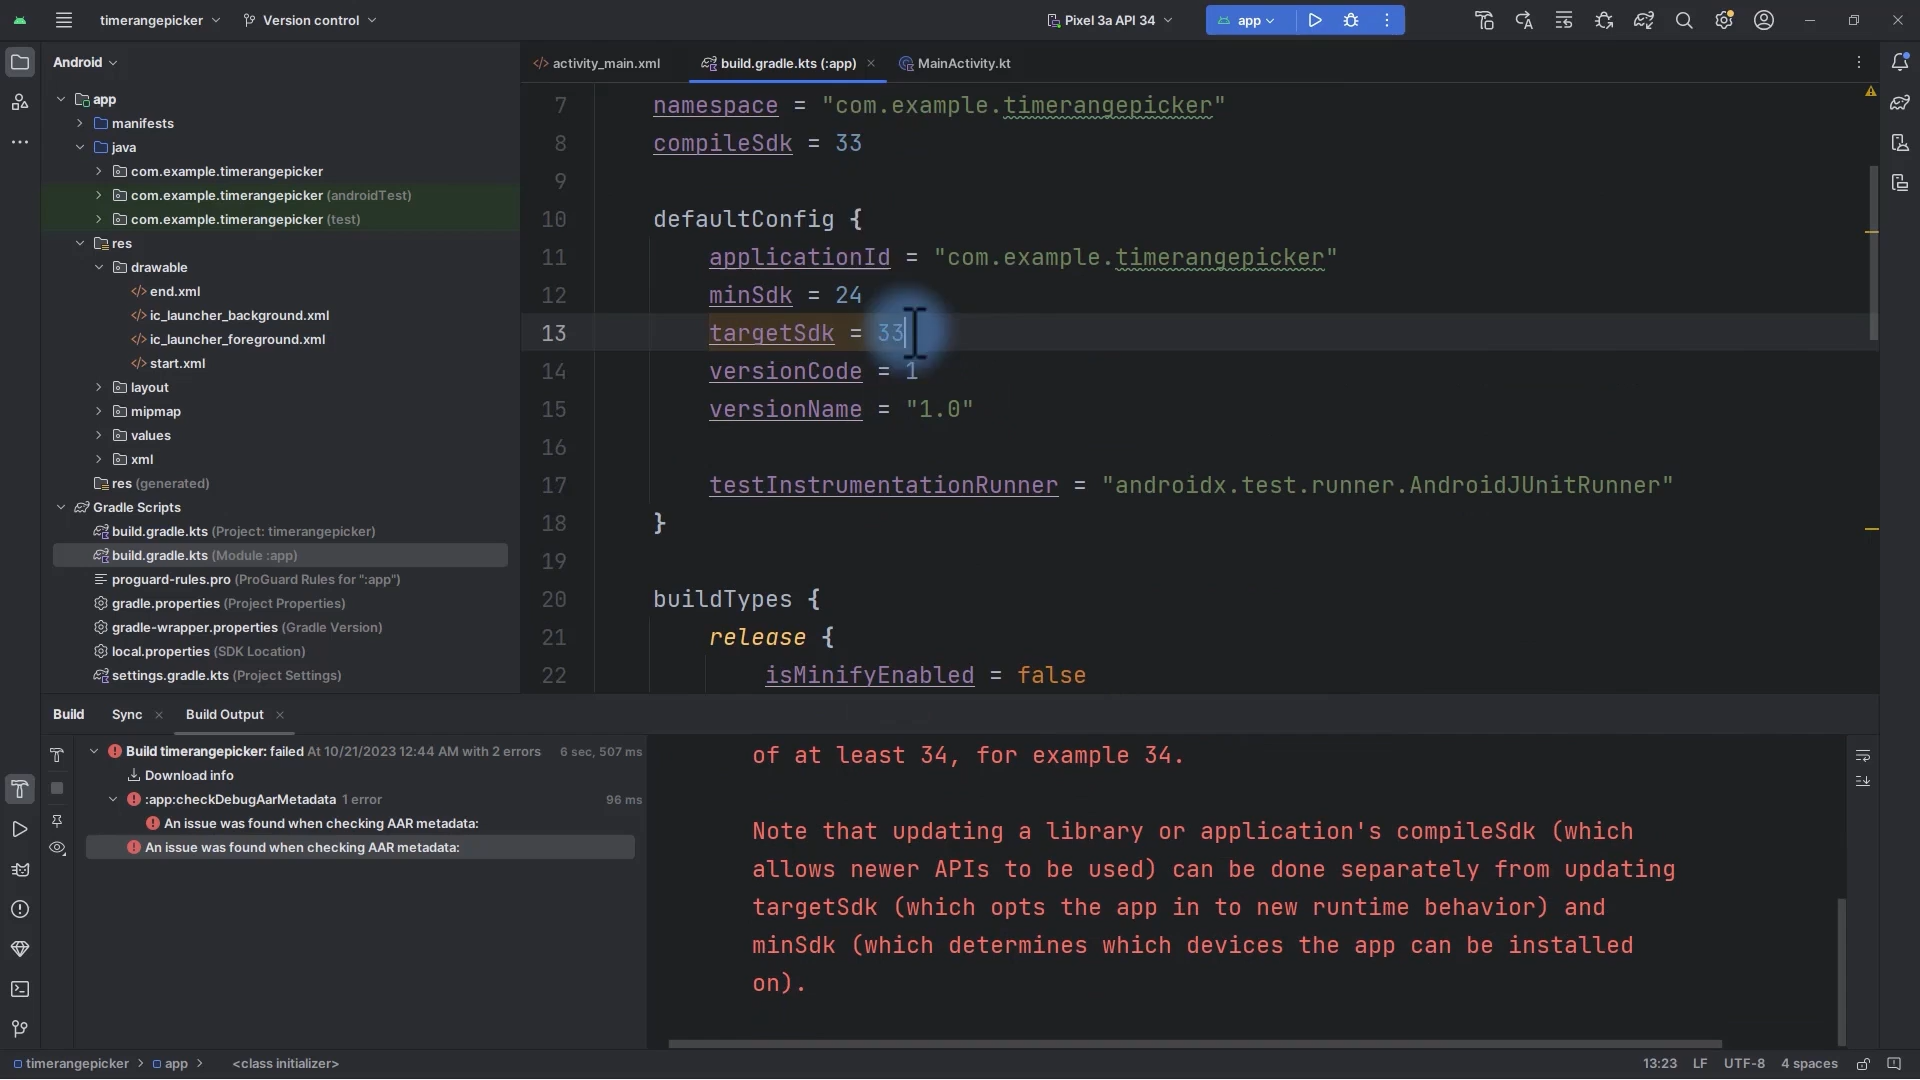 timerangepicker
Version control
Pixel 3a API 34
app
Android
activity_main.xml
build.gradle.kts (:app)
MainActivity.kt
app
manifests
java
com.example.timerangepicker
com.example.timerangepicker (androidTest)
com.example.timerangepicker (test)
res
drawable
end.xml
ic_launcher_background.xml
ic_launcher_foreground.xml
start.xml
layout
mipmap
values
xml
res (generated)
Gradle Scripts
build.gradle.kts (Project: timerangepicker)
build.gradle.kts (Module :app)
proguard-rules.pro (ProGuard Rules for ":app")
gradle.properties (Project Properties)
gradle-wrapper.properties (Gradle Version)
local.properties (SDK Location)
settings.gradle.kts (Project Settings)
7 namespace = "com.example.timerangepicker"
8 compileSdk = 33
9
10 defaultConfig {
11 applicationId = "com.example.timerangepicker"
12 minSdk = 24
13 targetSdk = 33
14 versionCode = 1
15 versionName = "1.0"
16
17 testInstrumentationRunner = "androidx.test.runner.AndroidJUnitRunner"
18 }
19
20 buildTypes {
21 release {
22 isMinifyEnabled = false
Build
Sync
Build Output
Build timerangepicker: failed At 10/21/2023 12:44 AM with 2 errors 6 sec, 507 ms
Download info
:app:checkDebugAarMetadata 1 error 96 ms
An issue was found when checking AAR metadata:
An issue was found when checking AAR metadata:
of at least 34, for example 34.
Note that updating a library or application's compileSdk (which
allows newer APIs to be used) can be done separately from updating
targetSdk (which opts the app in to new runtime behavior) and
minSdk (which determines which devices the app can be installed
on).
timerangepicker > app > <class initializer>
13:23 LF UTF-8 4 spaces